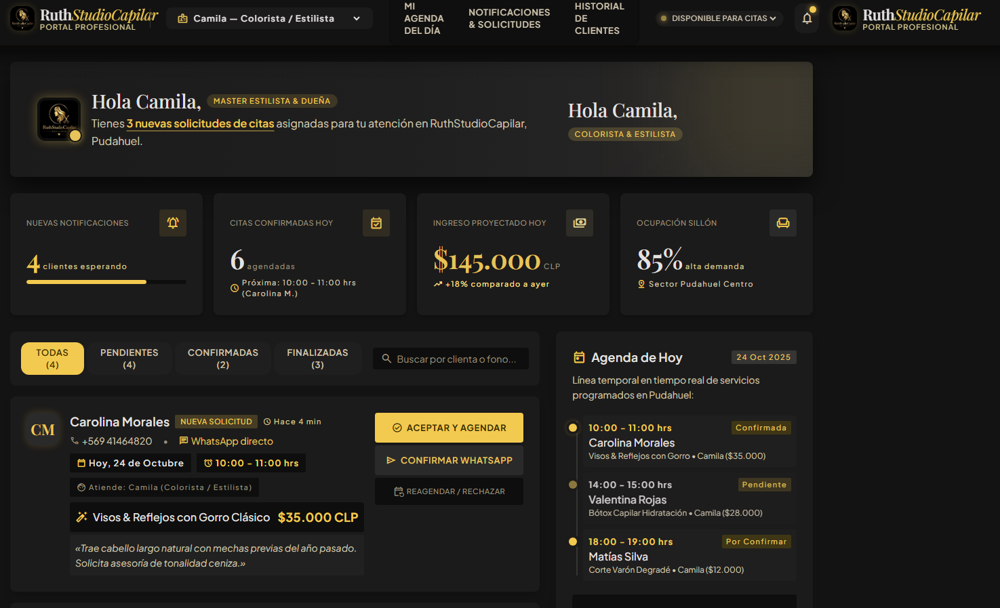 RuthStudioCapilar
PORTAL PROFESIONAL
Camila — Colorista / Estilista
MI
AGENDA
DEL DÍA
NOTIFICACIONES
& SOLICITUDES
HISTORIAL
DE
CLIENTES
DISPONIBLE PARA CITAS
RuthStudioCapilar
PORTAL PROFESIONAL
Hola Camila,
MASTER ESTILISTA & DUEÑA
Tienes 3 nuevas solicitudes de citas asignadas para tu atención en RuthStudioCapilar,
Pudahuel.
RuthStudioCapilar
Hola Camila,
COLORISTA & ESTILISTA
NUEVAS NOTIFICACIONES
4 clientes esperando
CITAS CONFIRMADAS HOY
6 agendadas
Próxima: 10:00 - 11:00 hrs
(Carolina M.)
INGRESO PROYECTADO HOY
$145.000 CLP
+18% comparado a ayer
OCUPACIÓN SILLÓN
85% alta demanda
Sector Pudahuel Centro
TODAS
(4)
PENDIENTES
(4)
CONFIRMADAS
(2)
FINALIZADAS
(3)
Buscar por clienta o fono...
CM
Carolina Morales NUEVA SOLICITUD Hace 4 min
+569 41464820 • WhatsApp directo
Hoy, 24 de Octubre 10:00 - 11:00 hrs
Atiende: Camila (Colorista / Estilista)
Visos & Reflejos con Gorro Clásico $35.000 CLP
«Trae cabello largo natural con mechas previas del año pasado.
Solicita asesoría de tonalidad ceniza.»
ACEPTAR Y AGENDAR
CONFIRMAR WHATSAPP
REAGENDAR / RECHAZAR
Agenda de Hoy 24 Oct 2025
Línea temporal en tiempo real de servicios
programados en Pudahuel:
10:00 - 11:00 hrs Confirmada
Carolina Morales
Visos & Reflejos con Gorro • Camila ($35.000)
14:00 - 15:00 hrs Pendiente
Valentina Rojas
Bótox Capilar Hidratación • Camila ($28.000)
18:00 - 19:00 hrs Por Confirmar
Matías Silva
Corte Varón Degradé • Camila ($12.000)